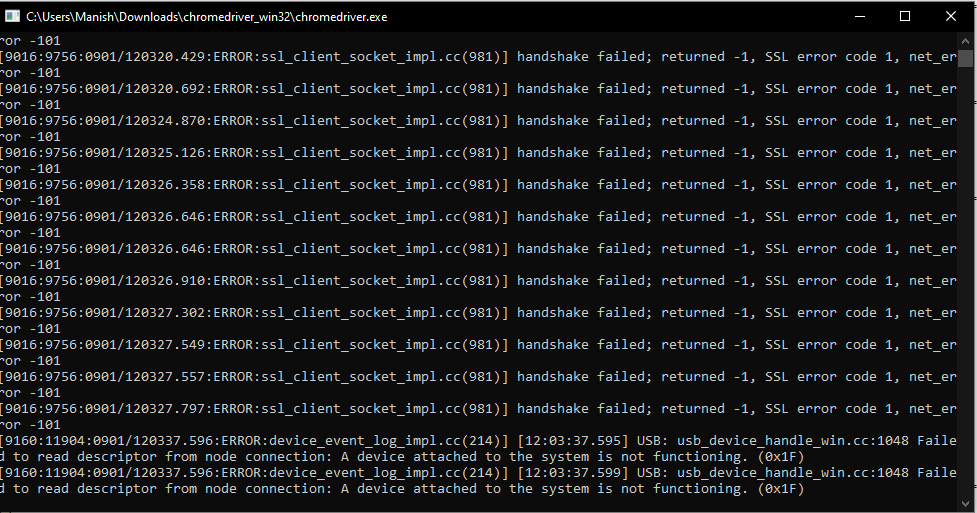 C:\Users\Manish\Downloads\chromedriver_win32\chromedriver.exe
ror -101
[9016:9756:0901/120320.429:ERROR:ssl_client_socket_impl.cc(981)] handshake failed; returned -1, SSL error code 1, net_er
ror -101
[9016:9756:0901/120320.692:ERROR:ssl_client_socket_impl.cc(981)] handshake failed; returned -1, SSL error code 1, net_er
ror -101
[9016:9756:0901/120324.870:ERROR:ssl_client_socket_impl.cc(981)] handshake failed; returned -1, SSL error code 1, net_er
ror -101
[9016:9756:0901/120325.126:ERROR:ssl_client_socket_impl.cc(981)] handshake failed; returned -1, SSL error code 1, net_er
ror -101
[9016:9756:0901/120326.358:ERROR:ssl_client_socket_impl.cc(981)] handshake failed; returned -1, SSL error code 1, net_er
ror -101
[9016:9756:0901/120326.646:ERROR:ssl_client_socket_impl.cc(981)] handshake failed; returned -1, SSL error code 1, net_er
ror -101
[9016:9756:0901/120326.646:ERROR:ssl_client_socket_impl.cc(981)] handshake failed; returned -1, SSL error code 1, net_er
ror -101
[9016:9756:0901/120326.910:ERROR:ssl_client_socket_impl.cc(981)] handshake failed; returned -1, SSL error code 1, net_er
ror -101
[9016:9756:0901/120327.302:ERROR:ssl_client_socket_impl.cc(981)] handshake failed; returned -1, SSL error code 1, net_er
ror -101
[9016:9756:0901/120327.549:ERROR:ssl_client_socket_impl.cc(981)] handshake failed; returned -1, SSL error code 1, net_er
ror -101
[9016:9756:0901/120327.557:ERROR:ssl_client_socket_impl.cc(981)] handshake failed; returned -1, SSL error code 1, net_er
ror -101
[9016:9756:0901/120327.797:ERROR:ssl_client_socket_impl.cc(981)] handshake failed; returned -1, SSL error code 1, net_er
ror -101
[9160:11904:0901/120337.596:ERROR:device_event_log_impl.cc(214)] [12:03:37.595] USB: usb_device_handle_win.cc:1048 Faile
d to read descriptor from node connection: A device attached to the system is not functioning. (0x1F)
[9160:11904:0901/120337.596:ERROR:device_event_log_impl.cc(214)] [12:03:37.599] USB: usb_device_handle_win.cc:1048 Faile
d to read descriptor from node connection: A device attached to the system is not functioning. (0x1F)